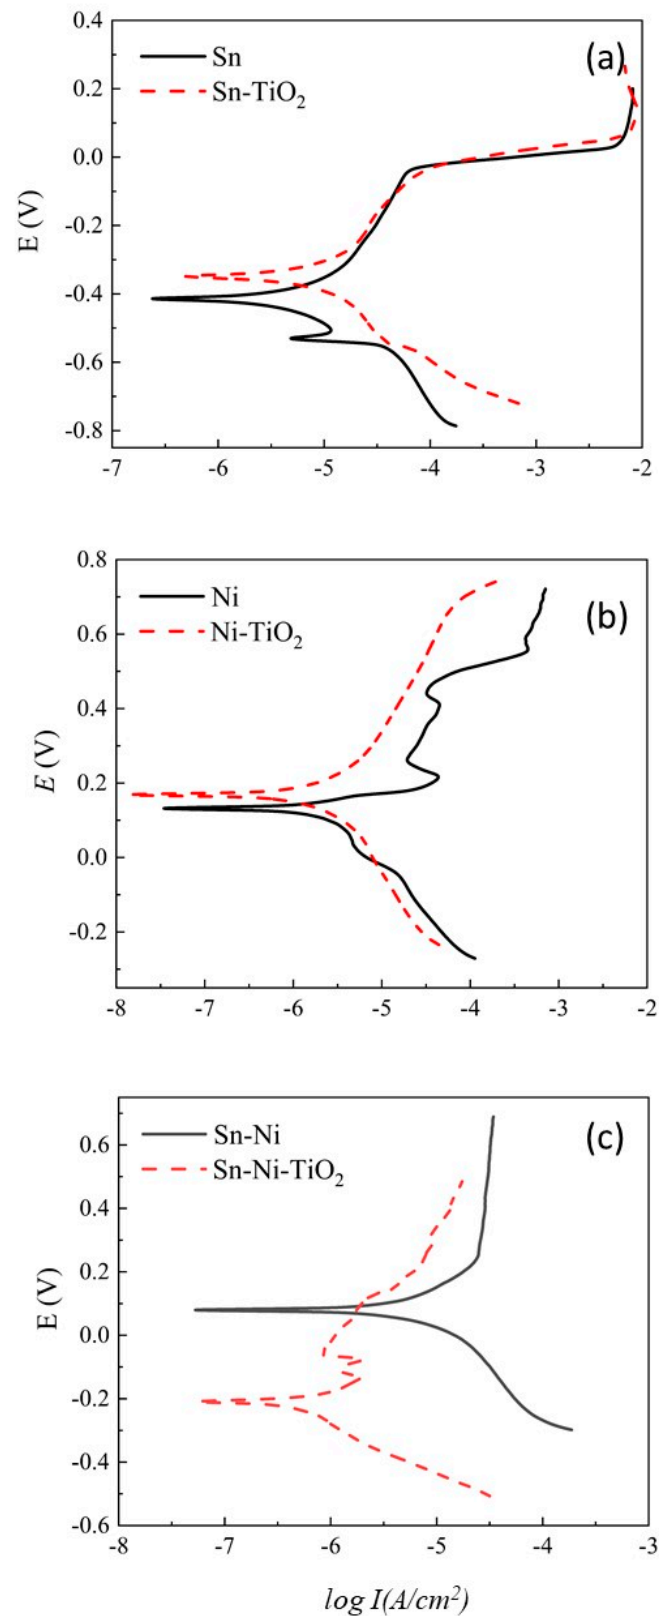 0.4
Sn
(a)
Sn-TiO₂
0.2
0.0
-0.2
-0.4
-0.6
-0.8
E (V)
-7 -6 -5 -4 -3 -2
0.8
Ni
(b)
Ni-TiO₂
0.6
0.4
0.2
0.0
-0.2
E (V)
-8 -7 -6 -5 -4 -3 -2
Sn-Ni
(c)
Sn-Ni-TiO₂
0.6
0.4
0.2
0.0
-0.2
-0.4
-0.6
E (V)
-8 -7 -6 -5 -4 -3
log I(A/cm²)